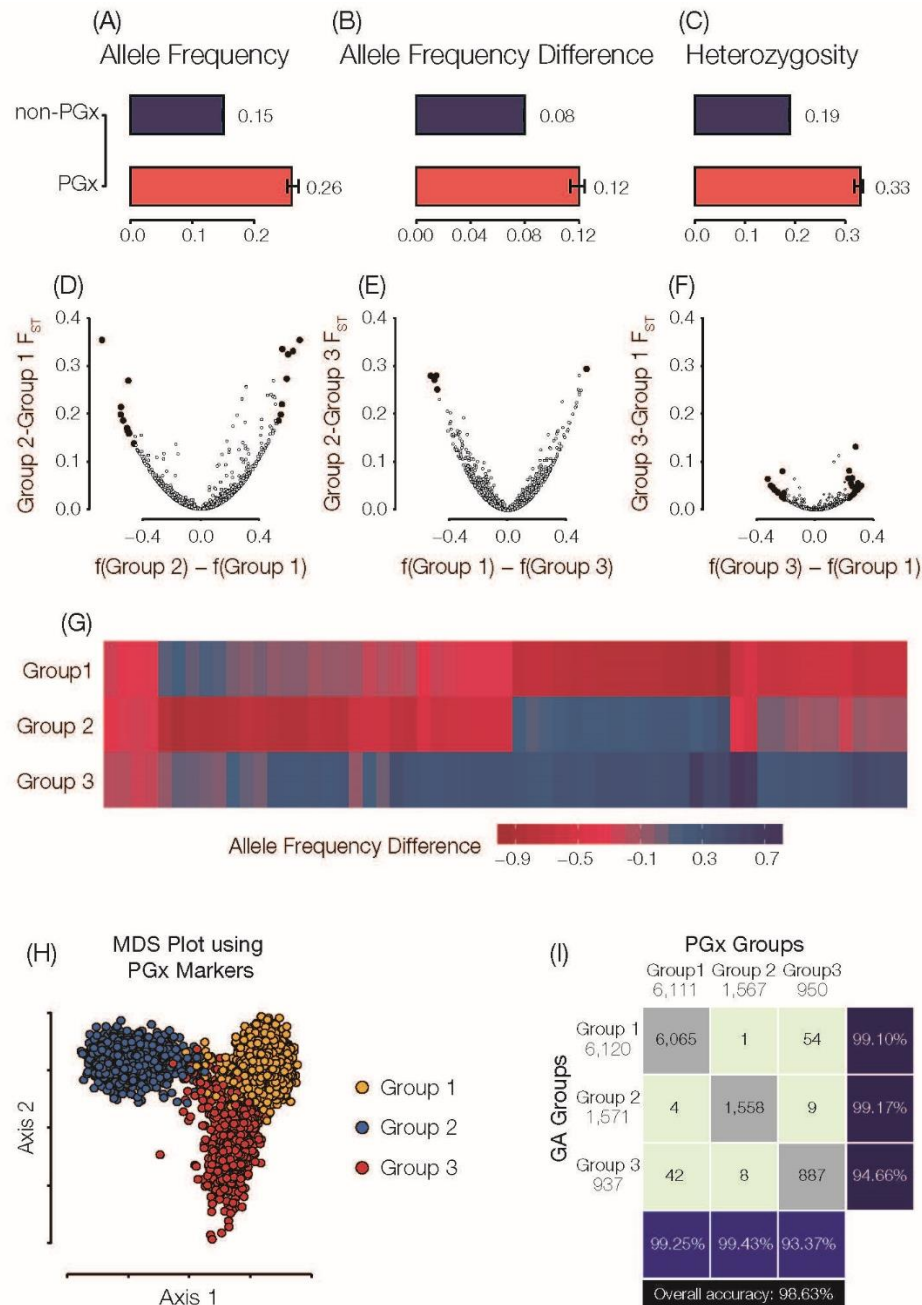 (A)
Allele Frequency
non-PGx
0.15
PGx
0.26
0.0 0.2
(B)
Allele Frequency Difference
0.08
0.12
0.00 0.04 0.08 0.12
(C)
Heterozygosity
0.19
0.33
0.0 0.1 0.2 0.3
(D)
Group 2-Group 1 FST
0.4
0.3
0.2
0.1
0.0
−0.4 0.0 0.4
f(Group 2) – f(Group 1)
(E)
Group 2-Group 3 FST
0.4
0.3
0.2
0.1
0.0
−0.4 0.0 0.4
f(Group 1) – f(Group 3)
(F)
Group 3-Group 1 FST
0.4
0.3
0.2
0.1
0.0
−0.4 0.0 0.4
f(Group 3) – f(Group 1)
(G)
Group1
Group 2
Group 3
Allele Frequency Difference
−0.9 −0.5 -0.1 0.3 0.7
(H)
MDS Plot using
PGx Markers
Axis 2
Axis 1
Group 1
Group 2
Group 3
(I)
PGx Groups
Group1 Group 2 Group3
6,111 1,567 950
GA Groups
Group 1
6,120
6,065 1 54 99.10%
Group 2
1,571
4 1,558 9 99.17%
Group 3
937
42 8 887 94.66%
99.25% 99.43% 93.37%
Overall accuracy: 98.63%